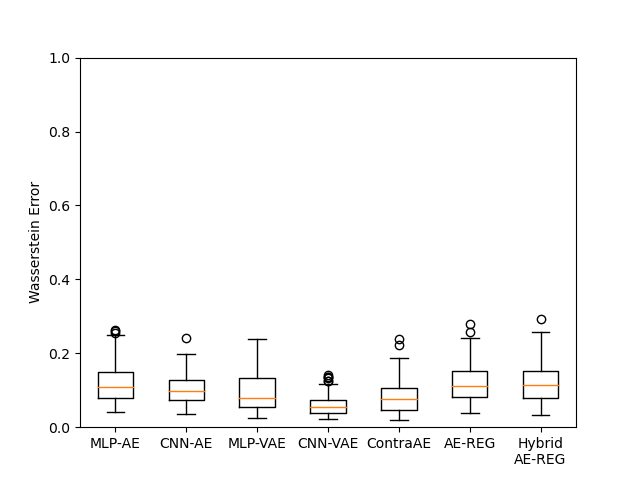 1.0
0.8
0.6
0.4
0.2
0.0
Wasserstein Error
MLP-AE CNN-AE MLP-VAE CNN-VAE ContraAE AE-REG Hybrid
AE-REG